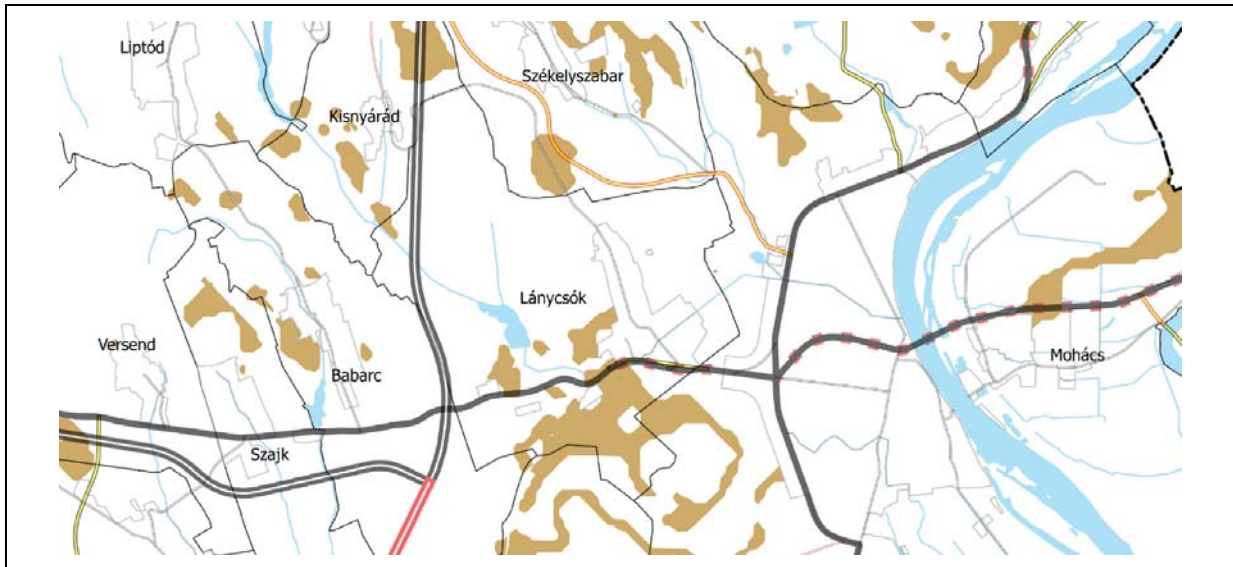 Liptód
Székelyszabar
Kisnyárád
Lánycsók
Versend
Mohács
Babarc
Szajk